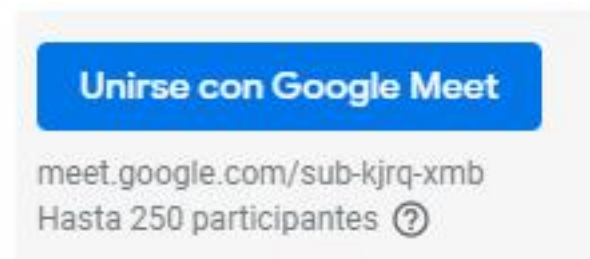 Unirse con Google Meet
meet.google.com/sub-kjrq-xmb
Hasta 250 participantes ?